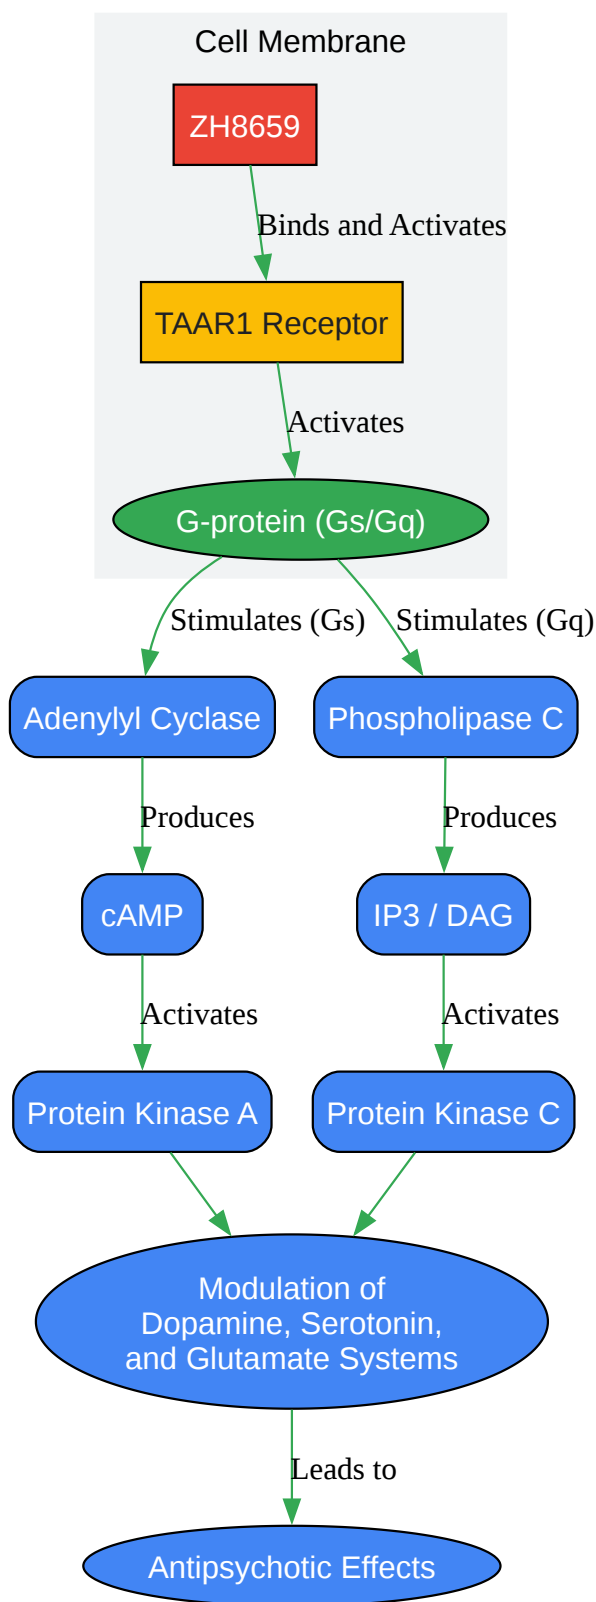 Cell Membrane
ZH8659
Binds and Activates
TAAR1 Receptor
Activates
G-protein (Gs/Gq)
Stimulates (Gs)
Stimulates (Gq)
Adenylyl Cyclase
Phospholipase C
Produces
Produces
cAMP
IP3 / DAG
Activates
Activates
Protein Kinase A
Protein Kinase C
Modulation of
Dopamine, Serotonin,
and Glutamate Systems
Leads to
Antipsychotic Effects